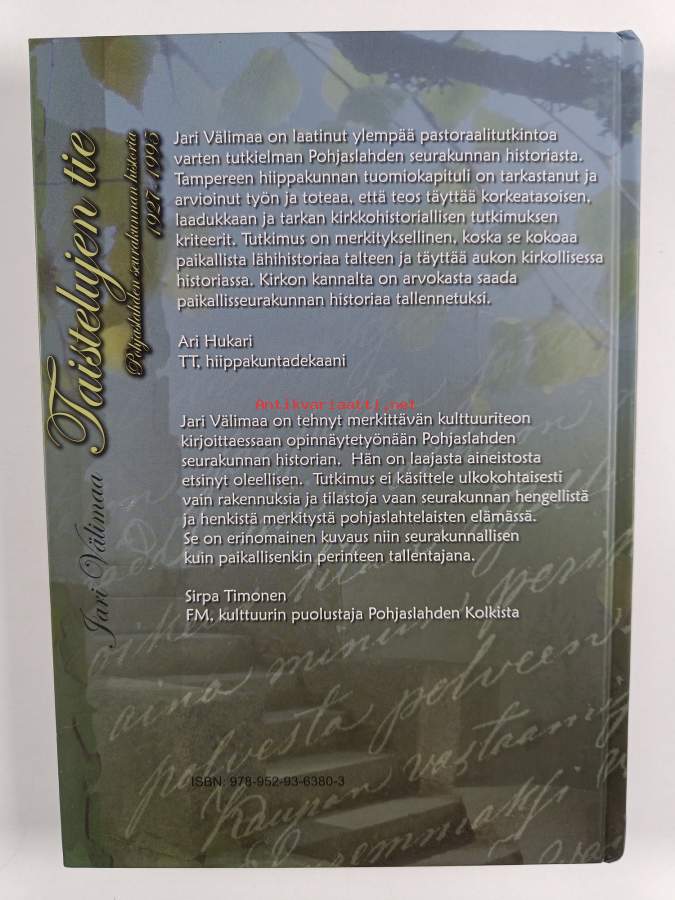 Jari Välimaa
Taistelujen tie
Pohjaslahden seurakunnan historia
1927-1995
Jari Välimaa on laatinut ylempää pastoraalitutkintoa
varten tutkielman Pohjaslahden seurakunnan historiasta.
Tampereen hiippakunnan tuomiokapituli on tarkastanut ja
arvioinut työn ja toteaa, että teos täyttää korkeatasoisen,
laadukkaan ja tarkan kirkkohistoriallisen tutkimuksen
kriteerit. Tutkimus on merkityksellinen, koska se kokoaa
paikallista lähihistoriaa talteen ja täyttää aukon kirkollisessa
historiassa. Kirkon kannalta on arvokasta saada
paikallisseurakunnan historiaa tallennetuksi.
Ari Hukari
TT, hiippakuntadekaani
Antikvariaatti.net
Jari Välimaa on tehnyt merkittävän kulttuuriteon
kirjoittaessaan opinnäytetyönään Pohjaslahden
seurakunnan historian. Hän on laajasta aineistosta
etsinyt oleellisen. Tutkimus ei käsittele ulkokohtaisesti
vain rakennuksia ja tilastoja vaan seurakunnan hengellistä
ja henkistä merkitystä pohjaslahtelaisten elämässä.
Se on erinomainen kuvaus niin seurakunnallisen
kuin paikallisenkin perinteen tallentajana.
Sirpa Timonen
FM, kulttuurin puolustaja Pohjaslahden Kolkista
aina minun
polvesta polveen
Kaupan vastaanij
ISBN: 978-952-93-6380-3